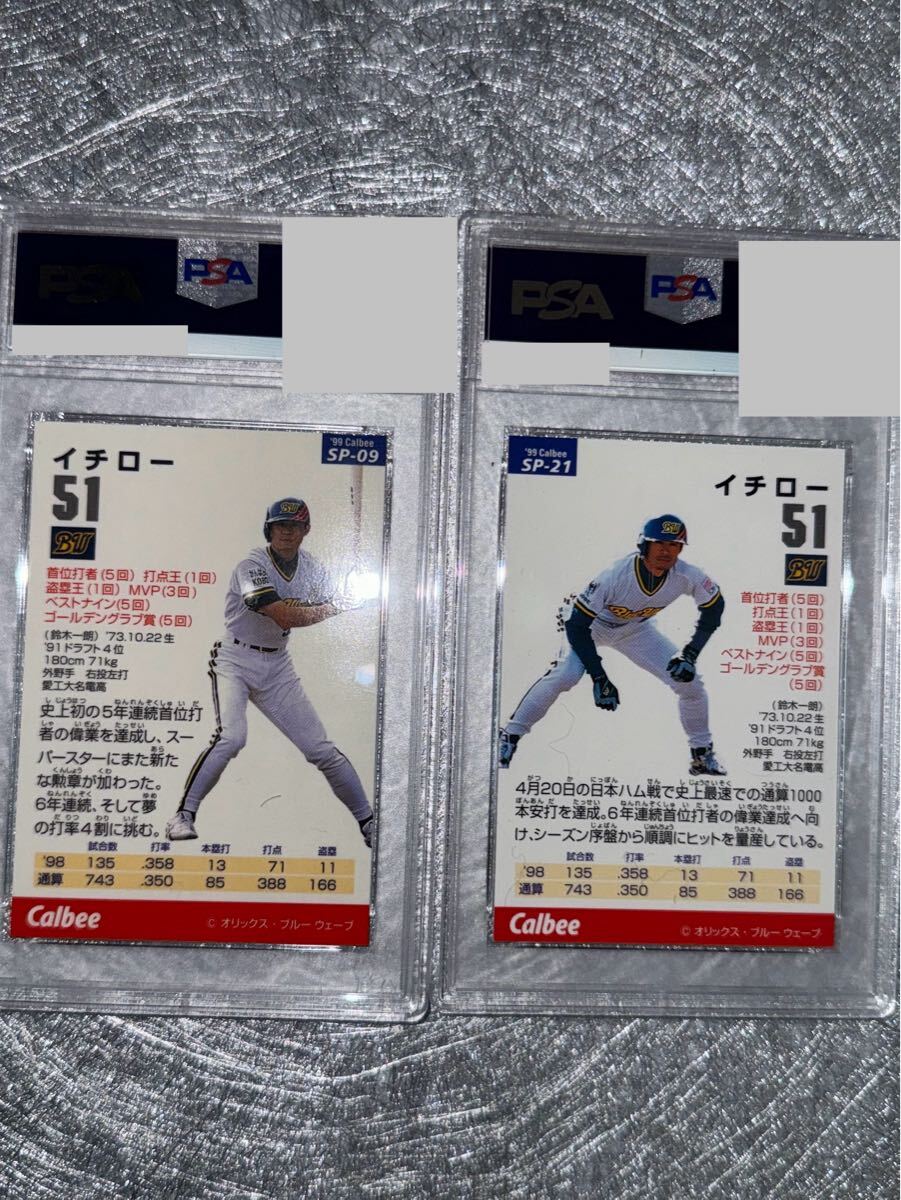 PSA
PSA
'99 Calbee
SP-09
イチロー
51
BW
首位打者(5回) 打点王(1回)
盗塁王(1回) MVP(3回)
ベストナイン(5回)
ゴールデングラブ賞(5回)
(鈴木一朗) '73.10.22生
'91ドラフト4位
180cm 71kg
外野手 右投左打
愛工大名電高
史上初の5年連続首位打
者の偉業を達成し、スー
パースターにまた新た
な勲章が加わった。
6年連続、そして夢
の打率4割に挑む。
試合数 打率 本塁打 打点 盗塁
'98 135 .358 13 71 11
通算 743 .350 85 388 166
Calbee
© オリックス・ブルー ウェーブ
PSA
PSA
'99 Calbee
SP-21
イチロー
51
BW
首位打者(5回)
打点王(1回)
盗塁王(1回)
MVP(3回)
ベストナイン(5回)
ゴールデングラブ賞
(5回)
(鈴木一朗)
'73.10.22生
'91ドラフト4位
180cm 71kg
外野手 右投左打
愛工大名電高
4月20日の日本ハム戦で史上最速での通算1000
本安打を達成。6年連続首位打者の偉業達成へ向
け、シーズン序盤から順調にヒットを量産している。
試合数 打率 本塁打 打点 盗塁
'98 135 .358 13 71 11
通算 743 .350 85 388 166
Calbee
© オリックス・ブルー ウェーブ